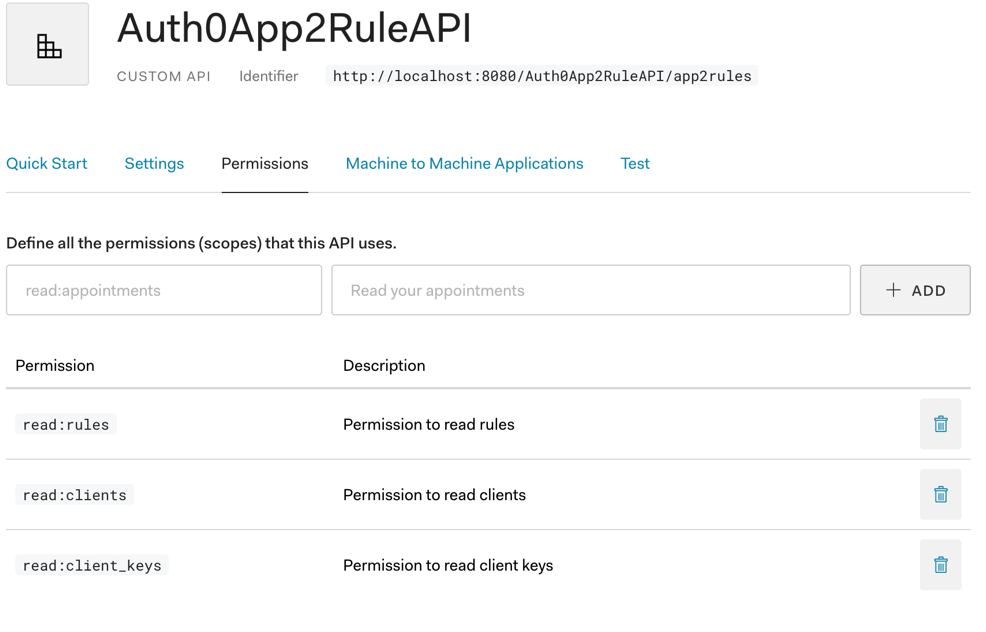 Auth0App2RuleAPI
CUSTOM API Identifier http://localhost:8080/Auth0App2RuleAPI/app2rules
Quick Start Settings Permissions Machine to Machine Applications Test
Define all the permissions (scopes) that this API uses.
read:appointments Read your appointments + ADD
Permission Description
read:rules Permission to read rules
read:clients Permission to read clients
read:client_keys Permission to read client keys